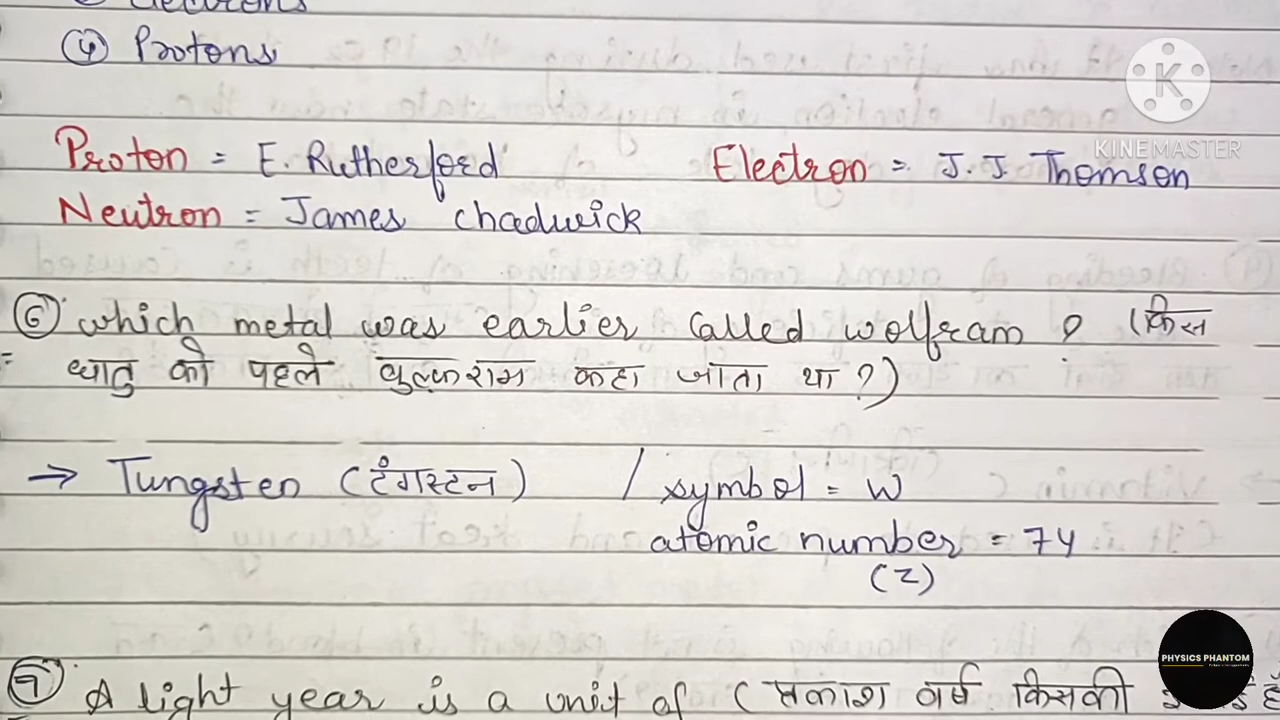 ④ Protons
KINEMASTER
Proton = E. Rutherford Electron = J. J. Thomson
Neutron = James Chadwick
⑥ which metal was earlier called wolfram ? (किस
धातु को पहले वुल्फराम कहा जाता था ?)
→ Tungsten (टंगस्टन) / symbol = W
atomic number = 74
(Z)
PHYSICS PHANTOM
⑦ A light year is a unit of ( प्रकाश वर्ष किसकी